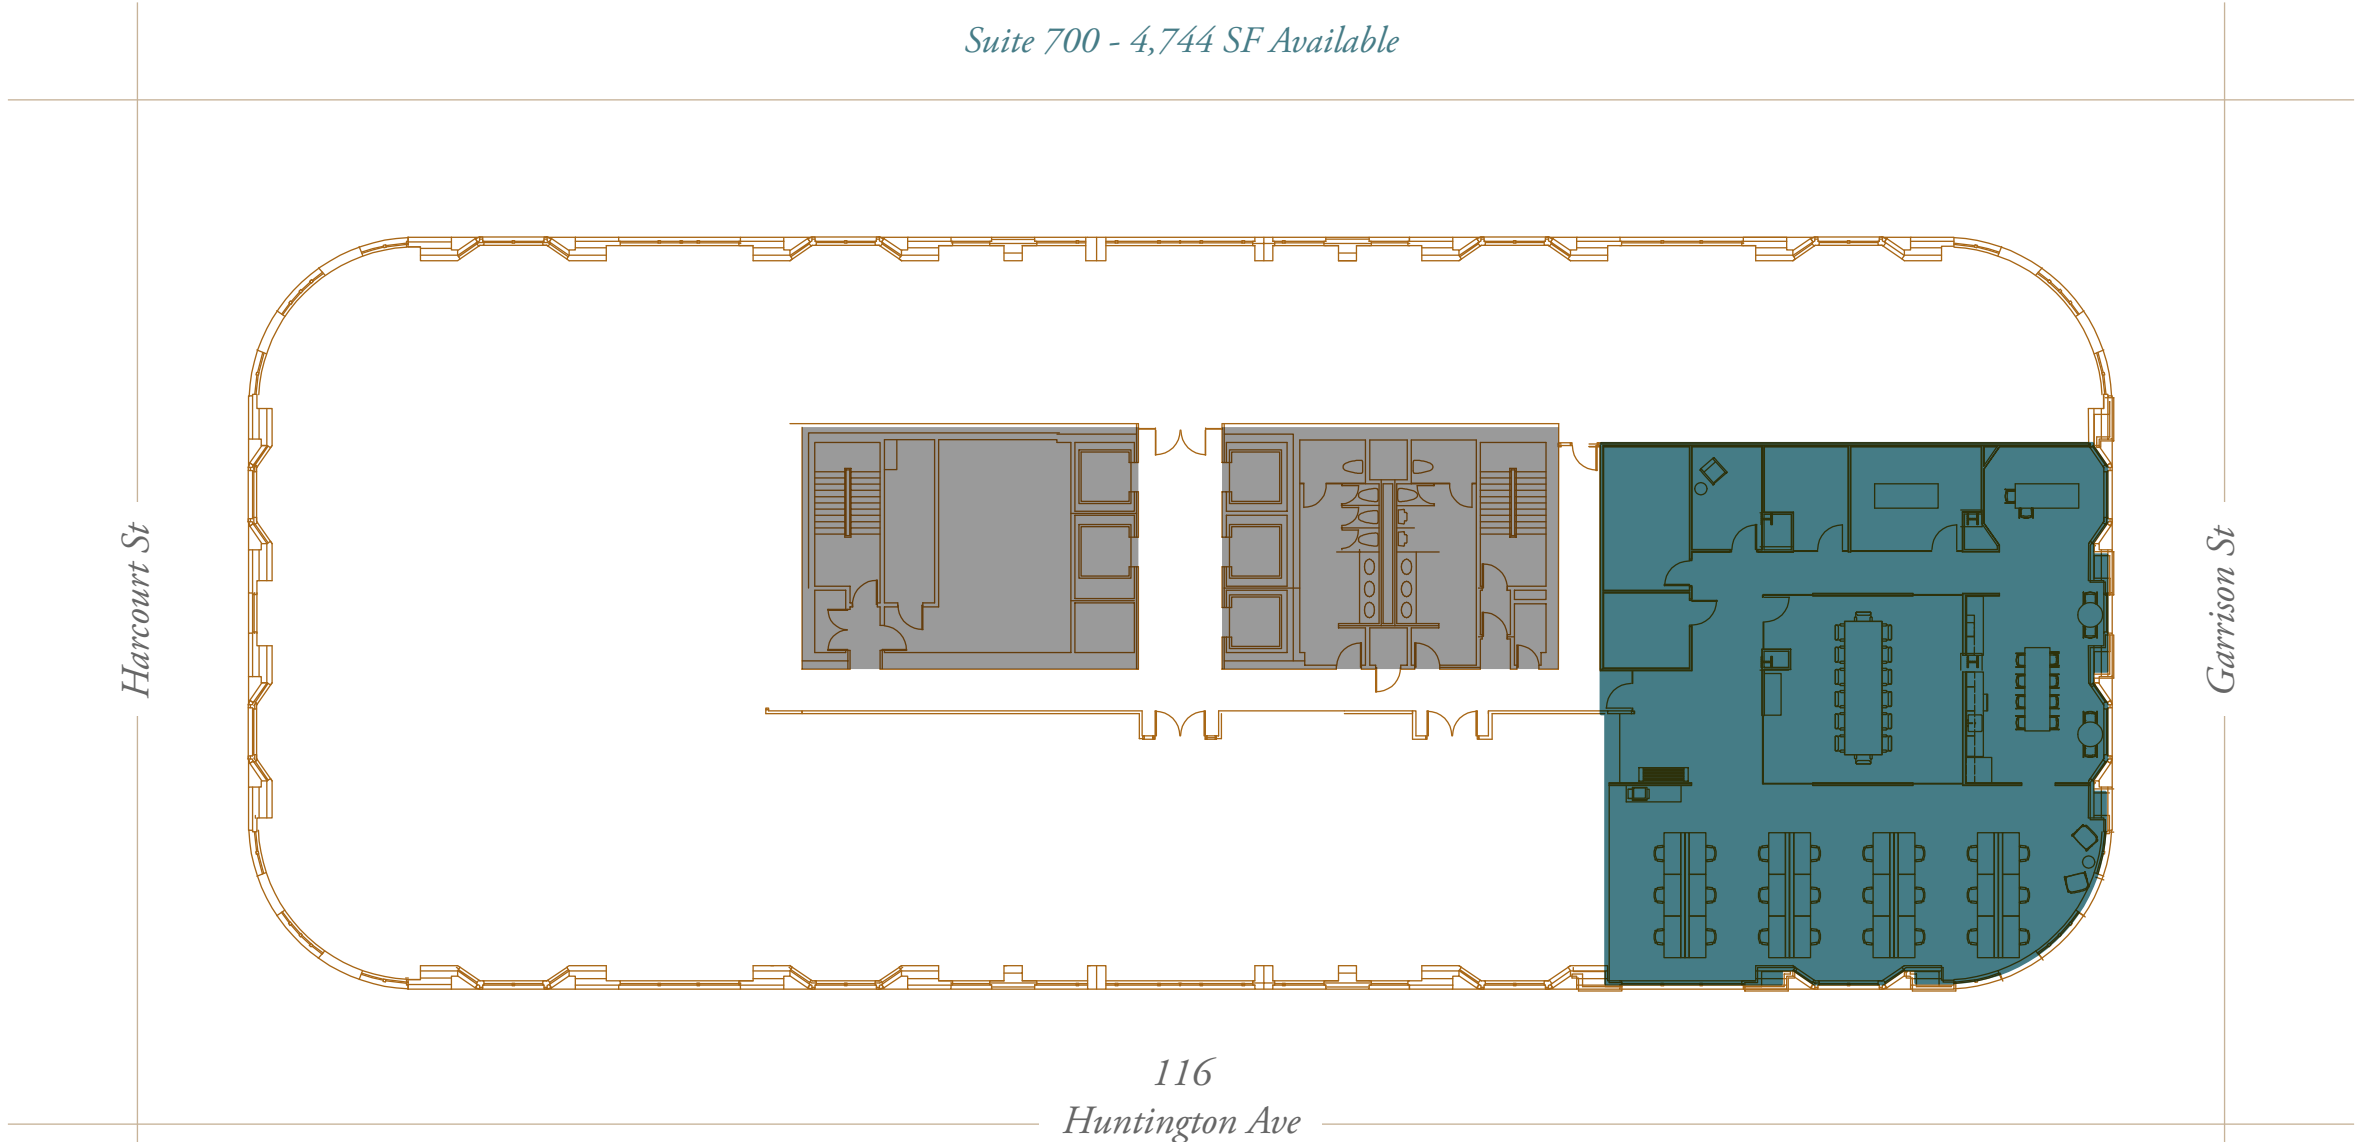 Suite 700 - 4,744 SF Available
Harcourt St
Garrison St
116
Huntington Ave